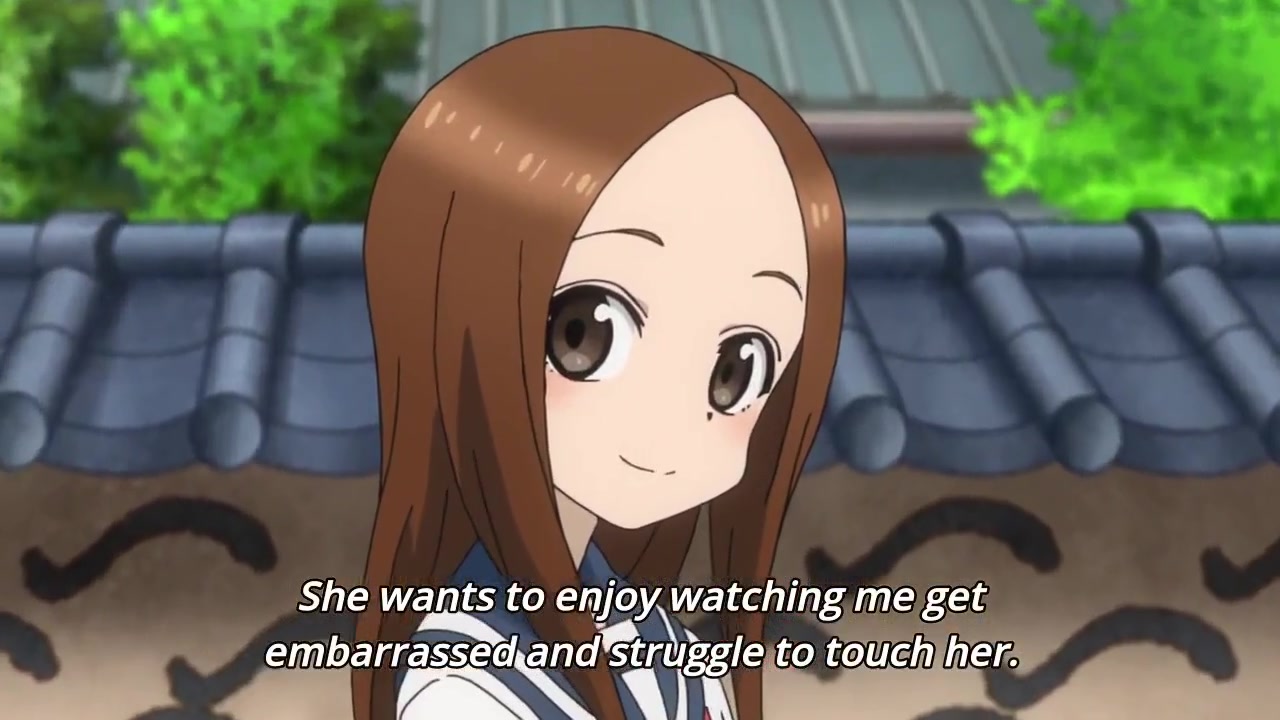 She wants to enjoy watching me get
embarrassed and struggle to touch her.